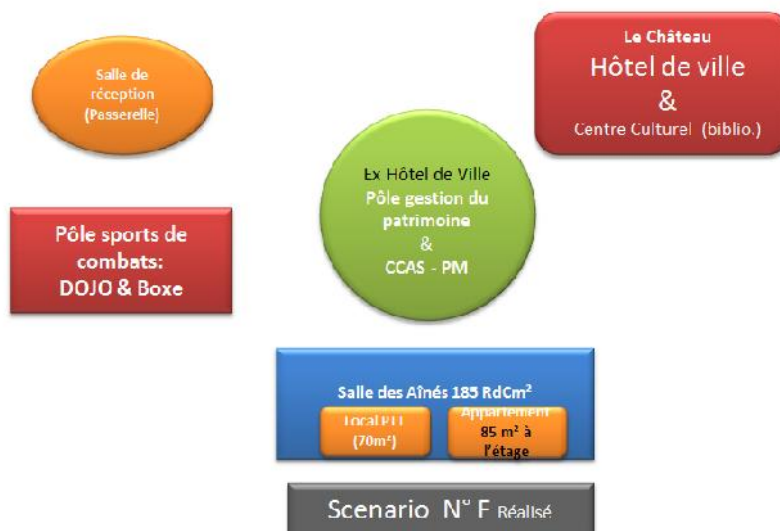 Salle de
réception
(Passerelle)
Le Château
Hôtel de ville
&
Centre Culturel (biblio.)
Ex Hôtel de Ville
Pôle gestion du
patrimoine
&
CCAS - PM
Pôle sports de
combats:
DOJO & Boxe
Salle des Aînés 185 RdCm²
Local
(70m²)
Appartement
85 m² à
l'étage
Scenario N° F Réalisé